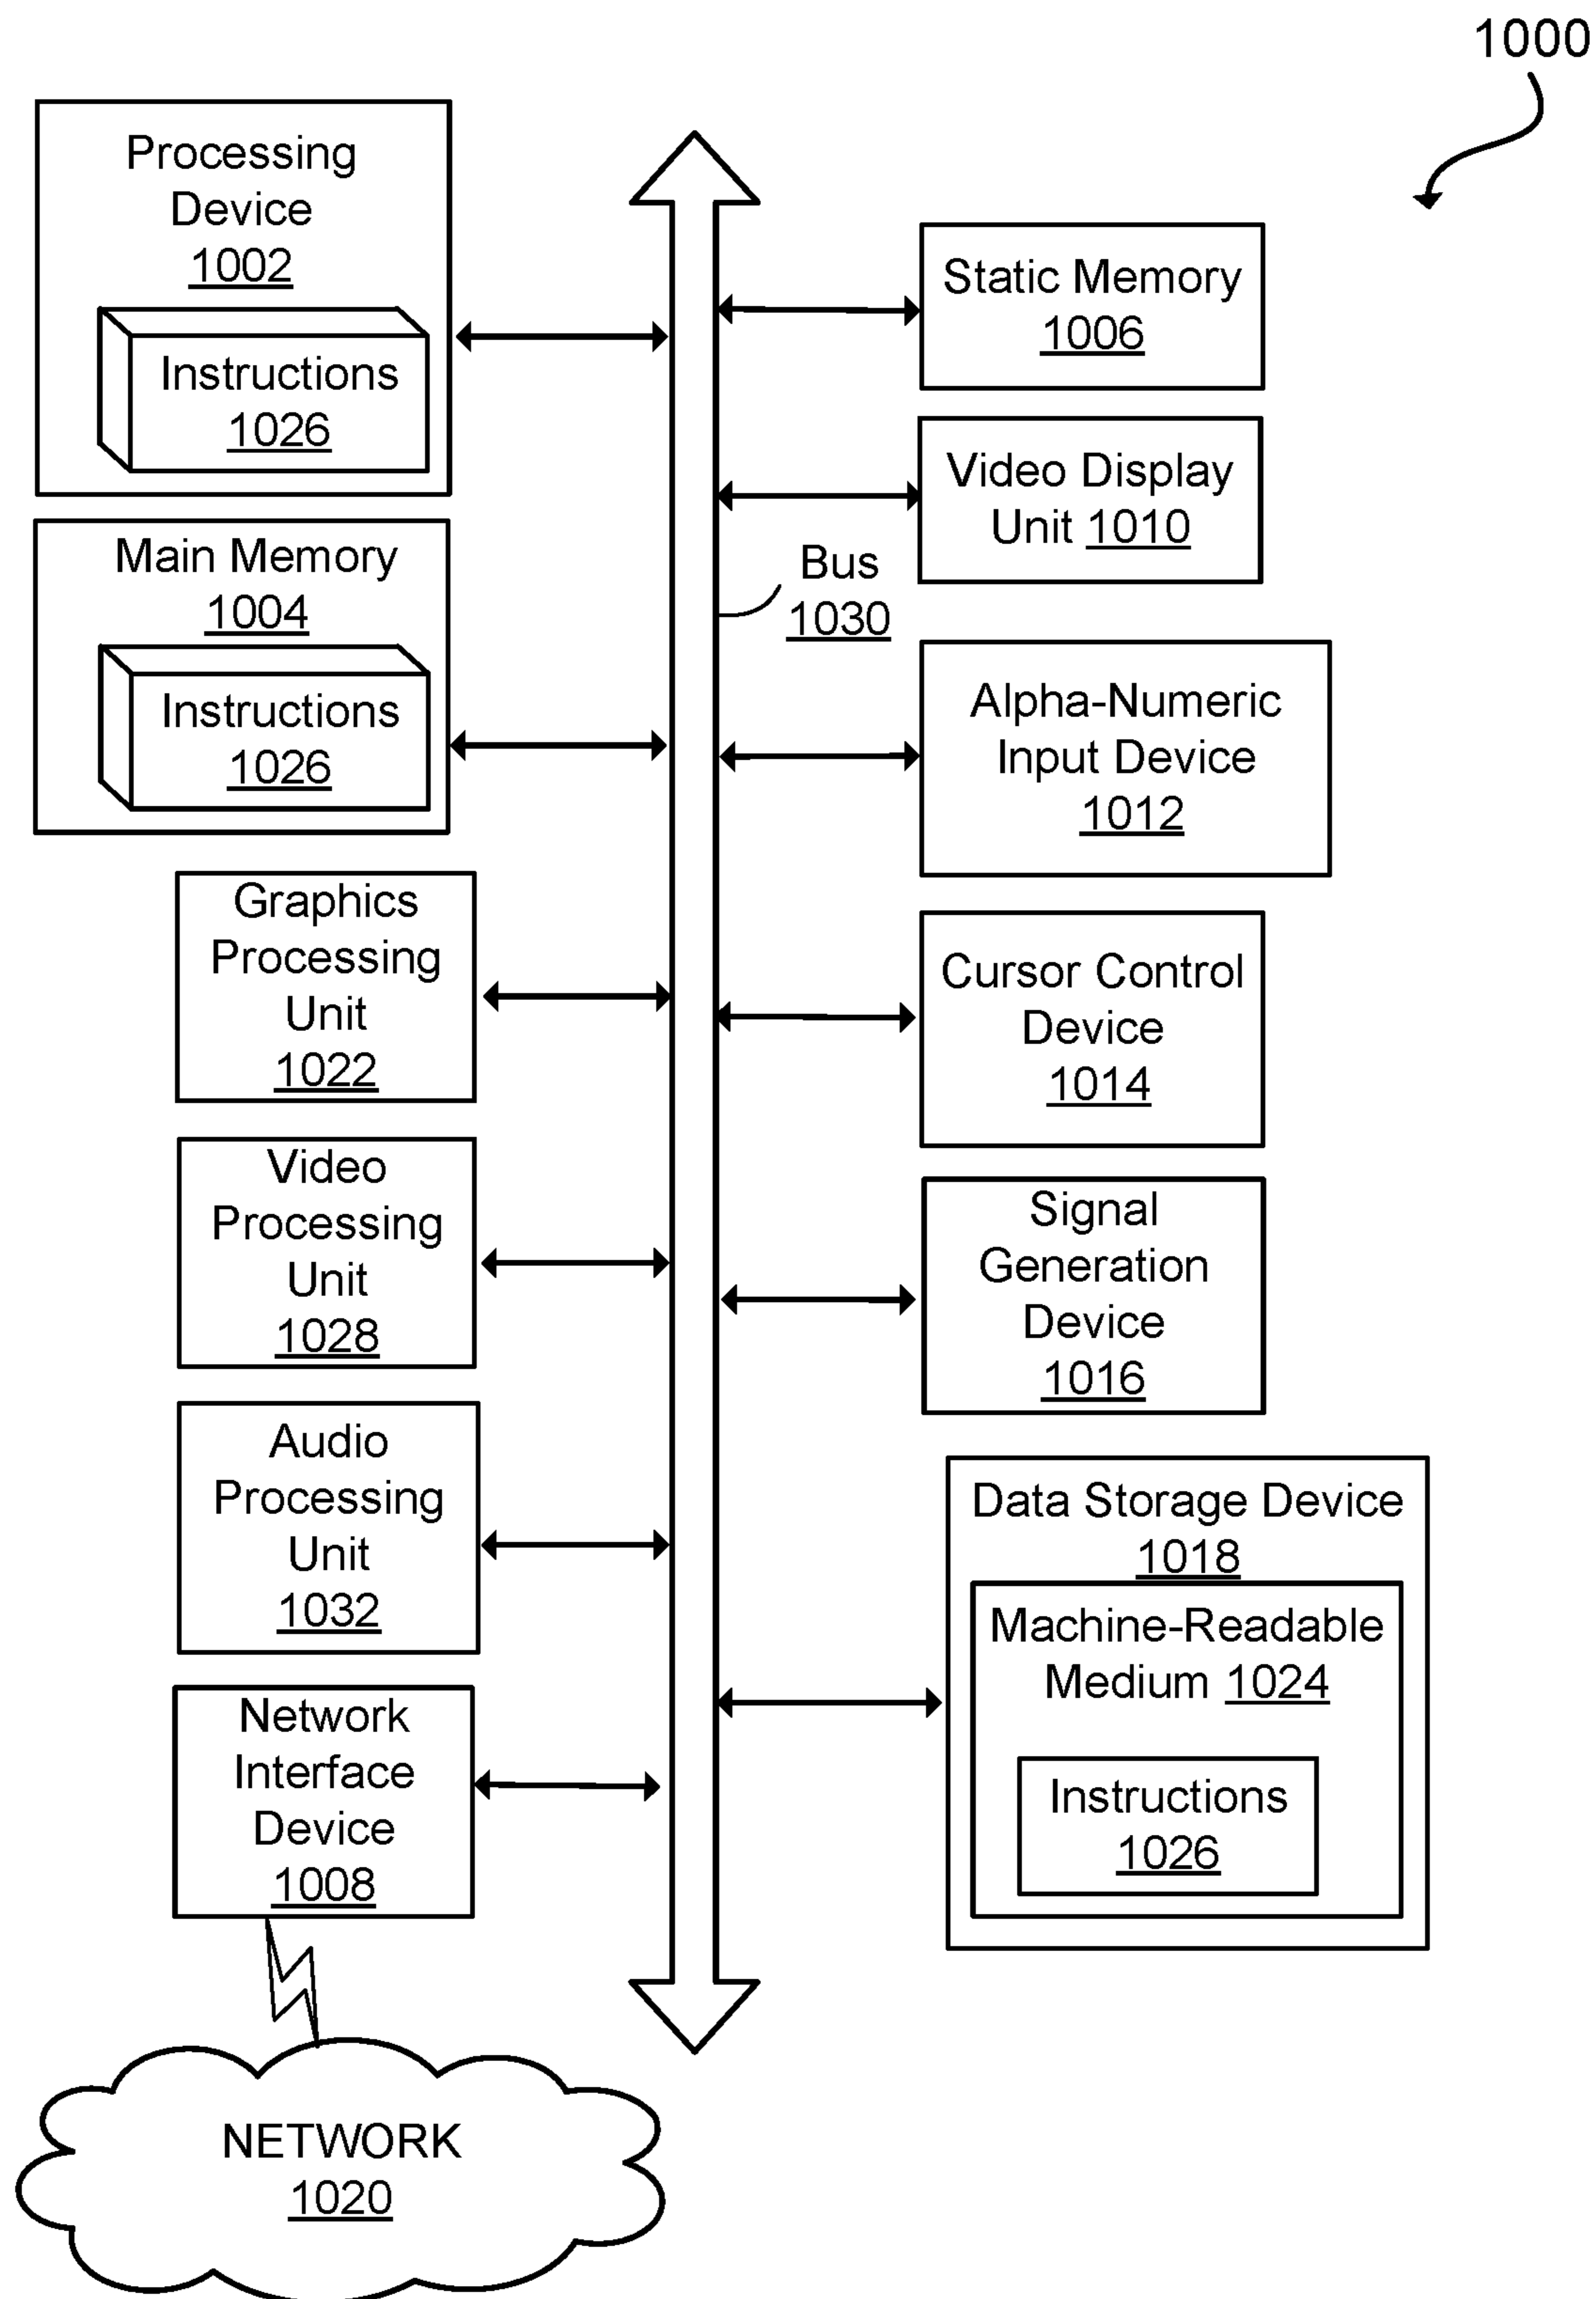 1000
Processing
Device
1002
Instructions
1026
Main Memory
1004
Instructions
1026
Graphics
Processing
Unit
1022
Video
Processing
Unit
1028
Audio
Processing
Unit
1032
Network
Interface
Device
1008
NETWORK
1020
Bus
1030
Static Memory
1006
Video Display
Unit 1010
Alpha-Numeric
Input Device
1012
Cursor Control
Device
1014
Signal
Generation
Device
1016
Data Storage Device
1018
Machine-Readable
Medium 1024
Instructions
1026